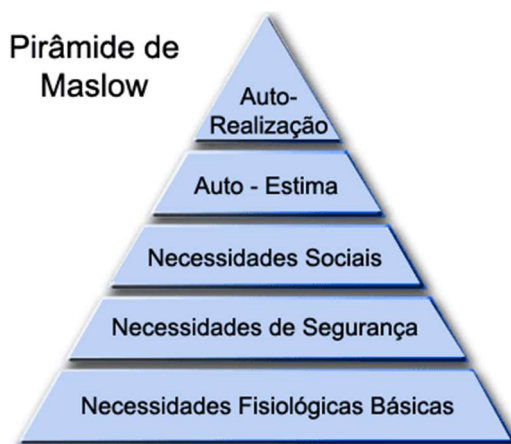 Pirâmide de
Maslow
Auto-
Realização
Auto - Estima
Necessidades Sociais
Necessidades de Segurança
Necessidades Fisiológicas Básicas